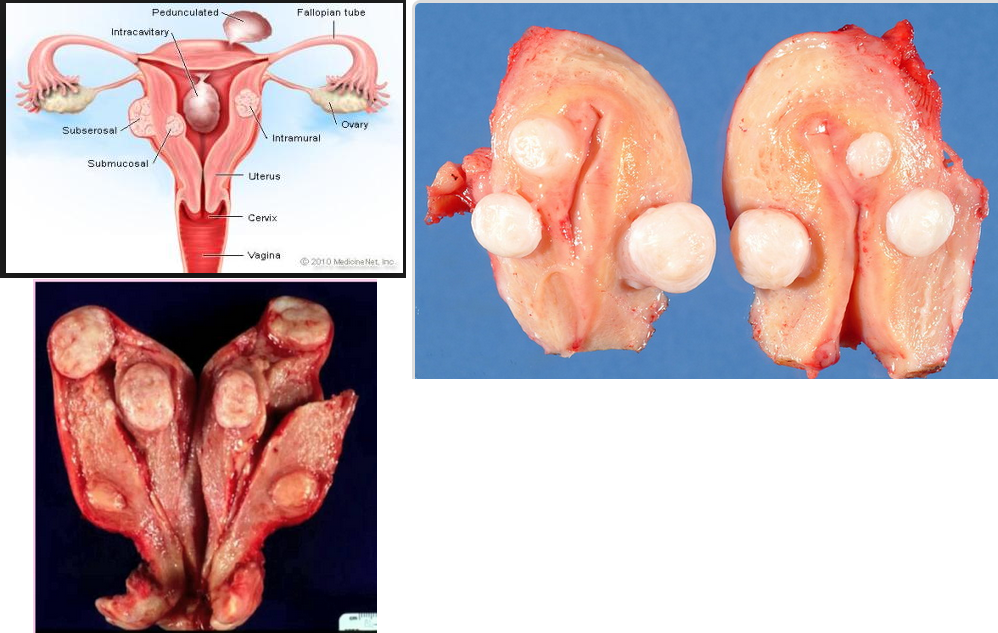 Pedunculated
Fallopian tube
Intracavitary
Subserosal
Ovary
Intramural
Submucosal
Uterus
Cervix
Vagina
© 2010 MedicineNet, Inc.